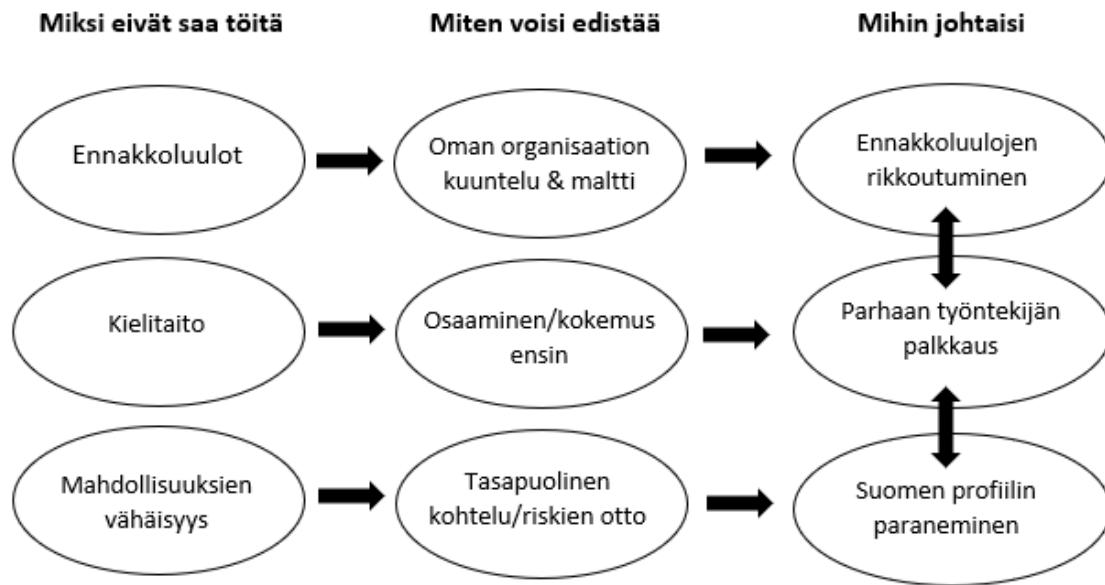 Miksi eivät saa töitä
Miten voisi edistää
Mihin johtaisi
Ennakkoluulot
Oman organisaation
kuuntelu & maltti
Ennakkoluulojen
rikkoutuminen
Kielitaito
Osaaminen/kokemus
ensin
Parhaan työntekijän
palkkaus
Mahdollisuuksien
vähäisyys
Tasapuolinen
kohtelu/riskien otto
Suomen profiilin
paraneminen